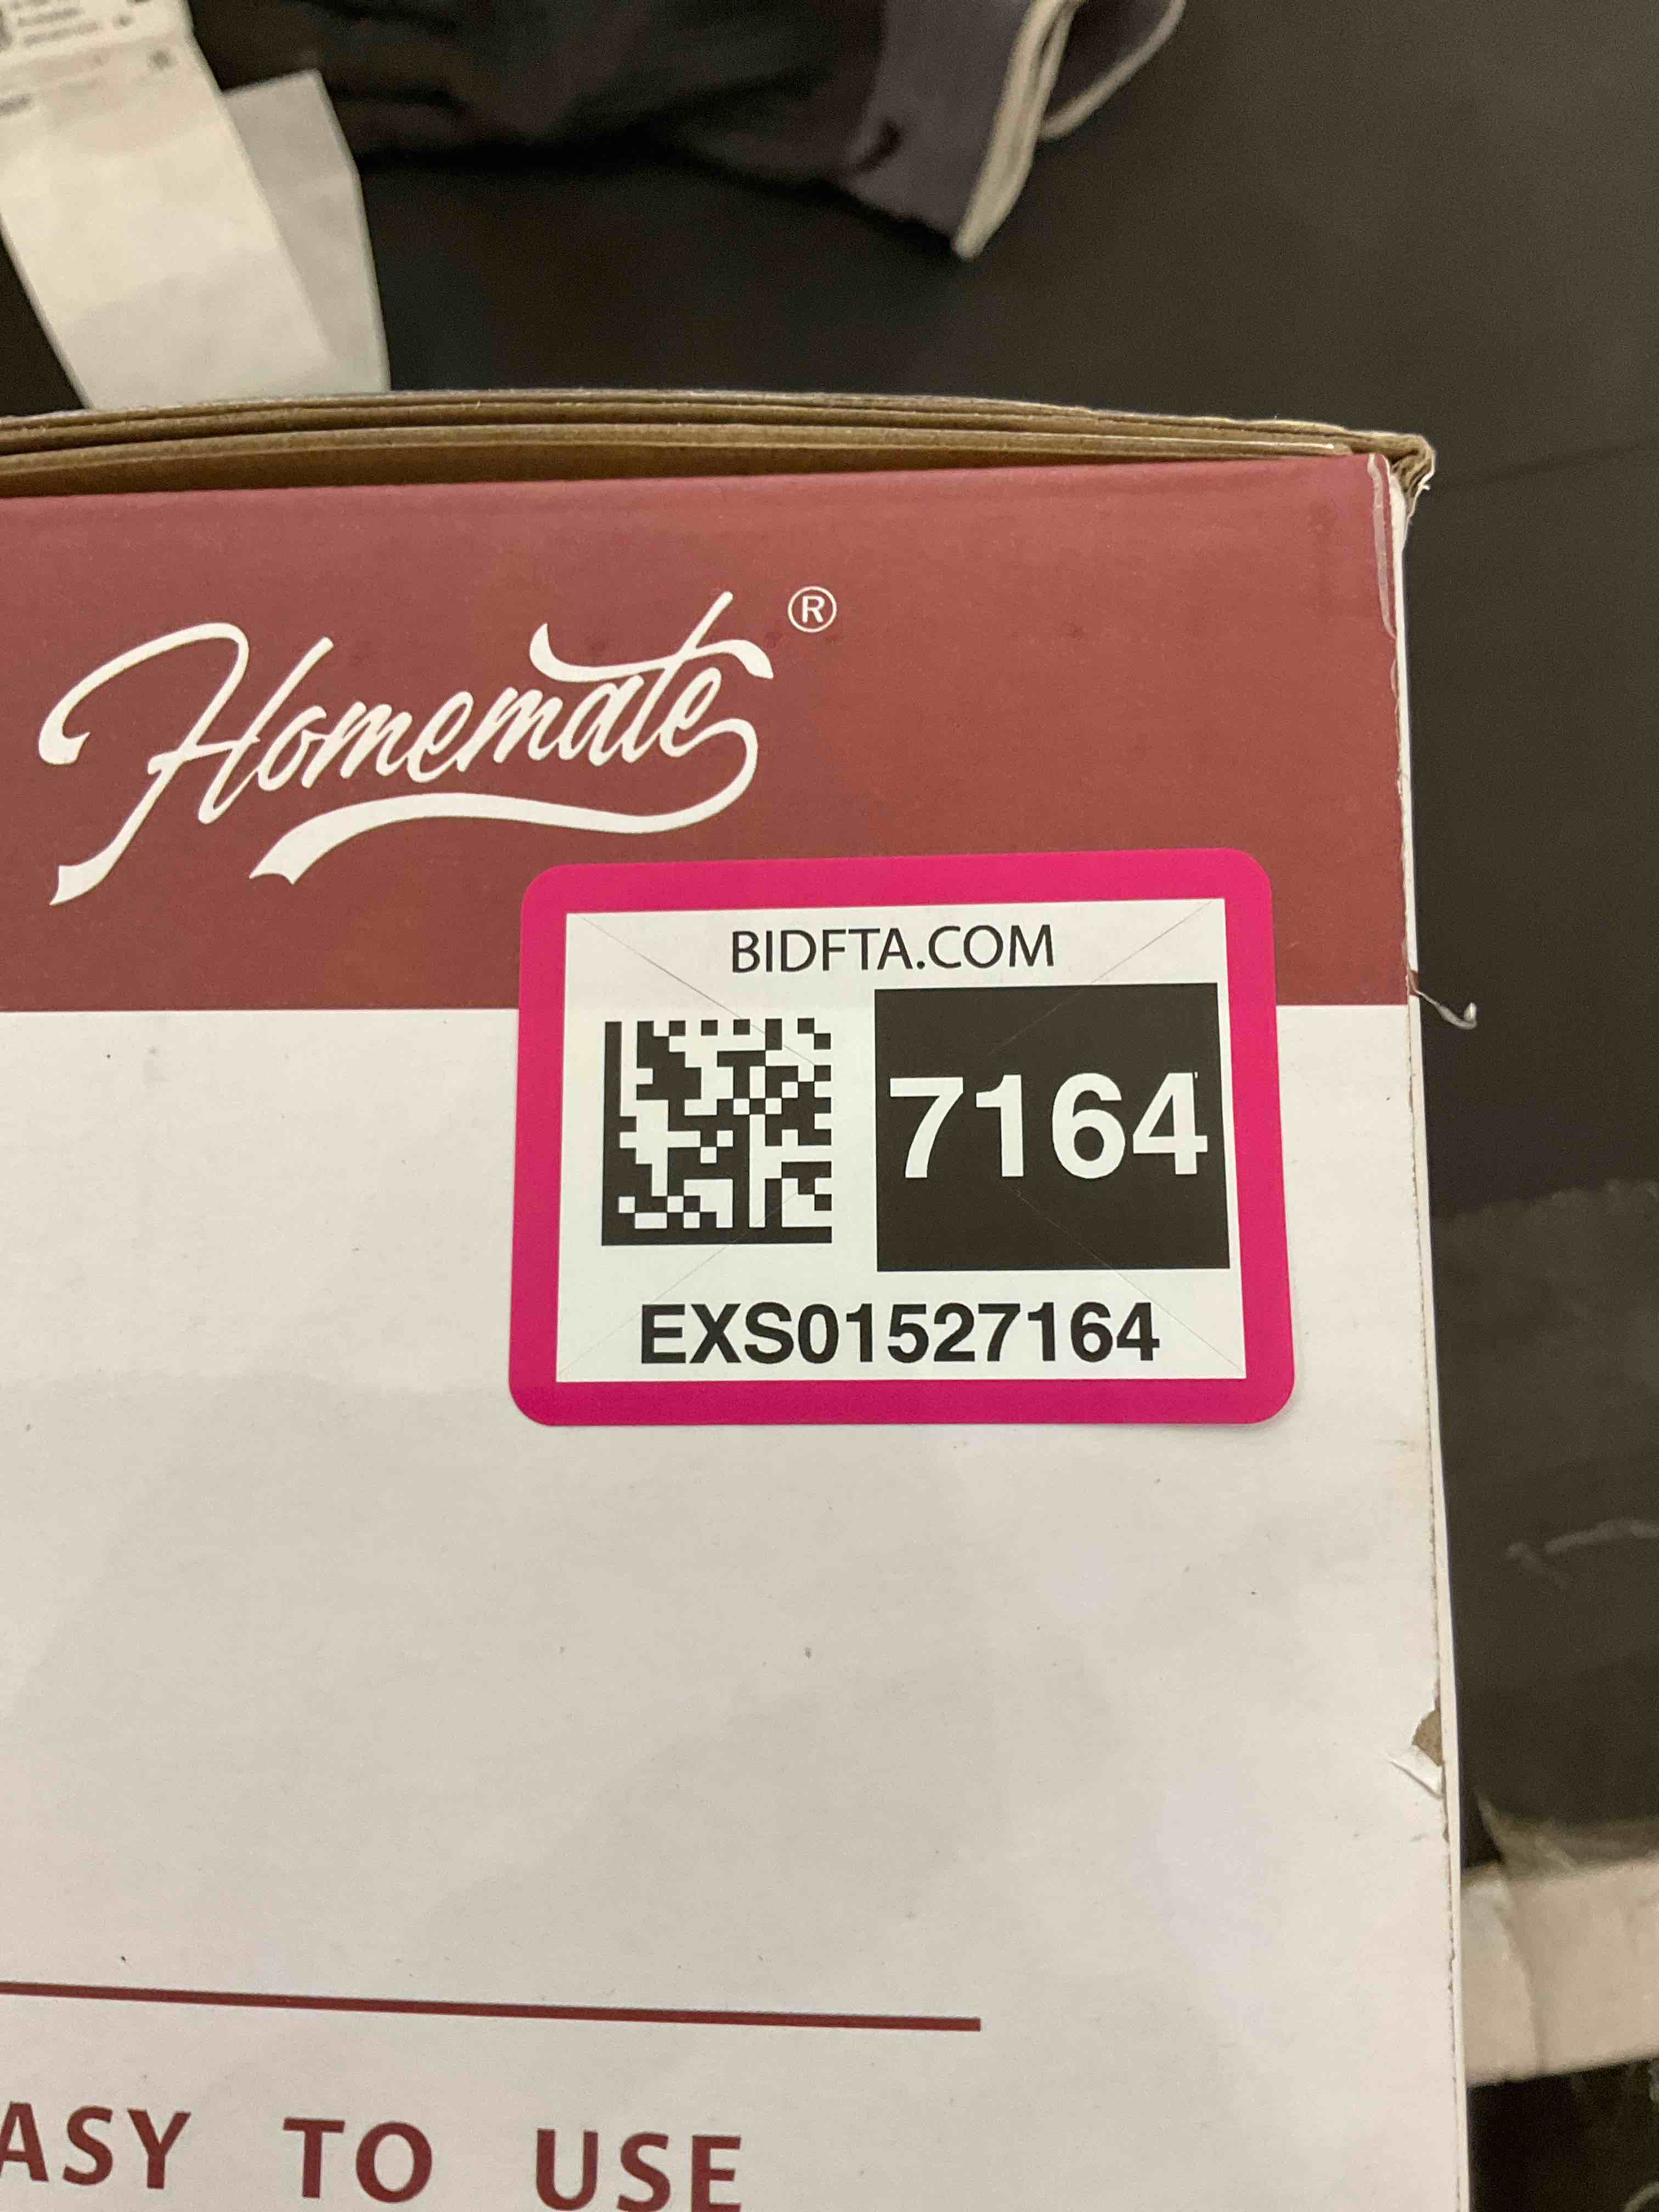 Homemate®
BIDFTA.COM
7164
EXS01527164
ASY TO USE